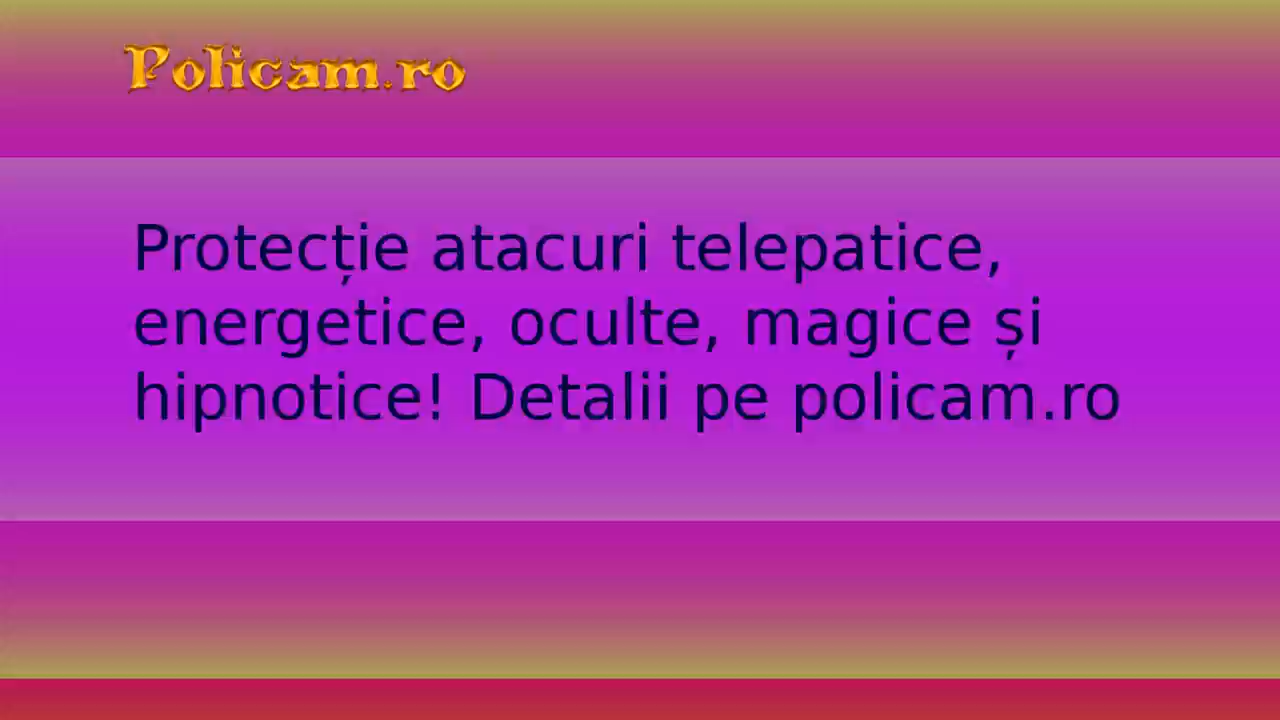 Policam.ro
Protecție atacuri telepatice,
energetice, oculte, magice și
hipnotice! Detalii pe policam.ro